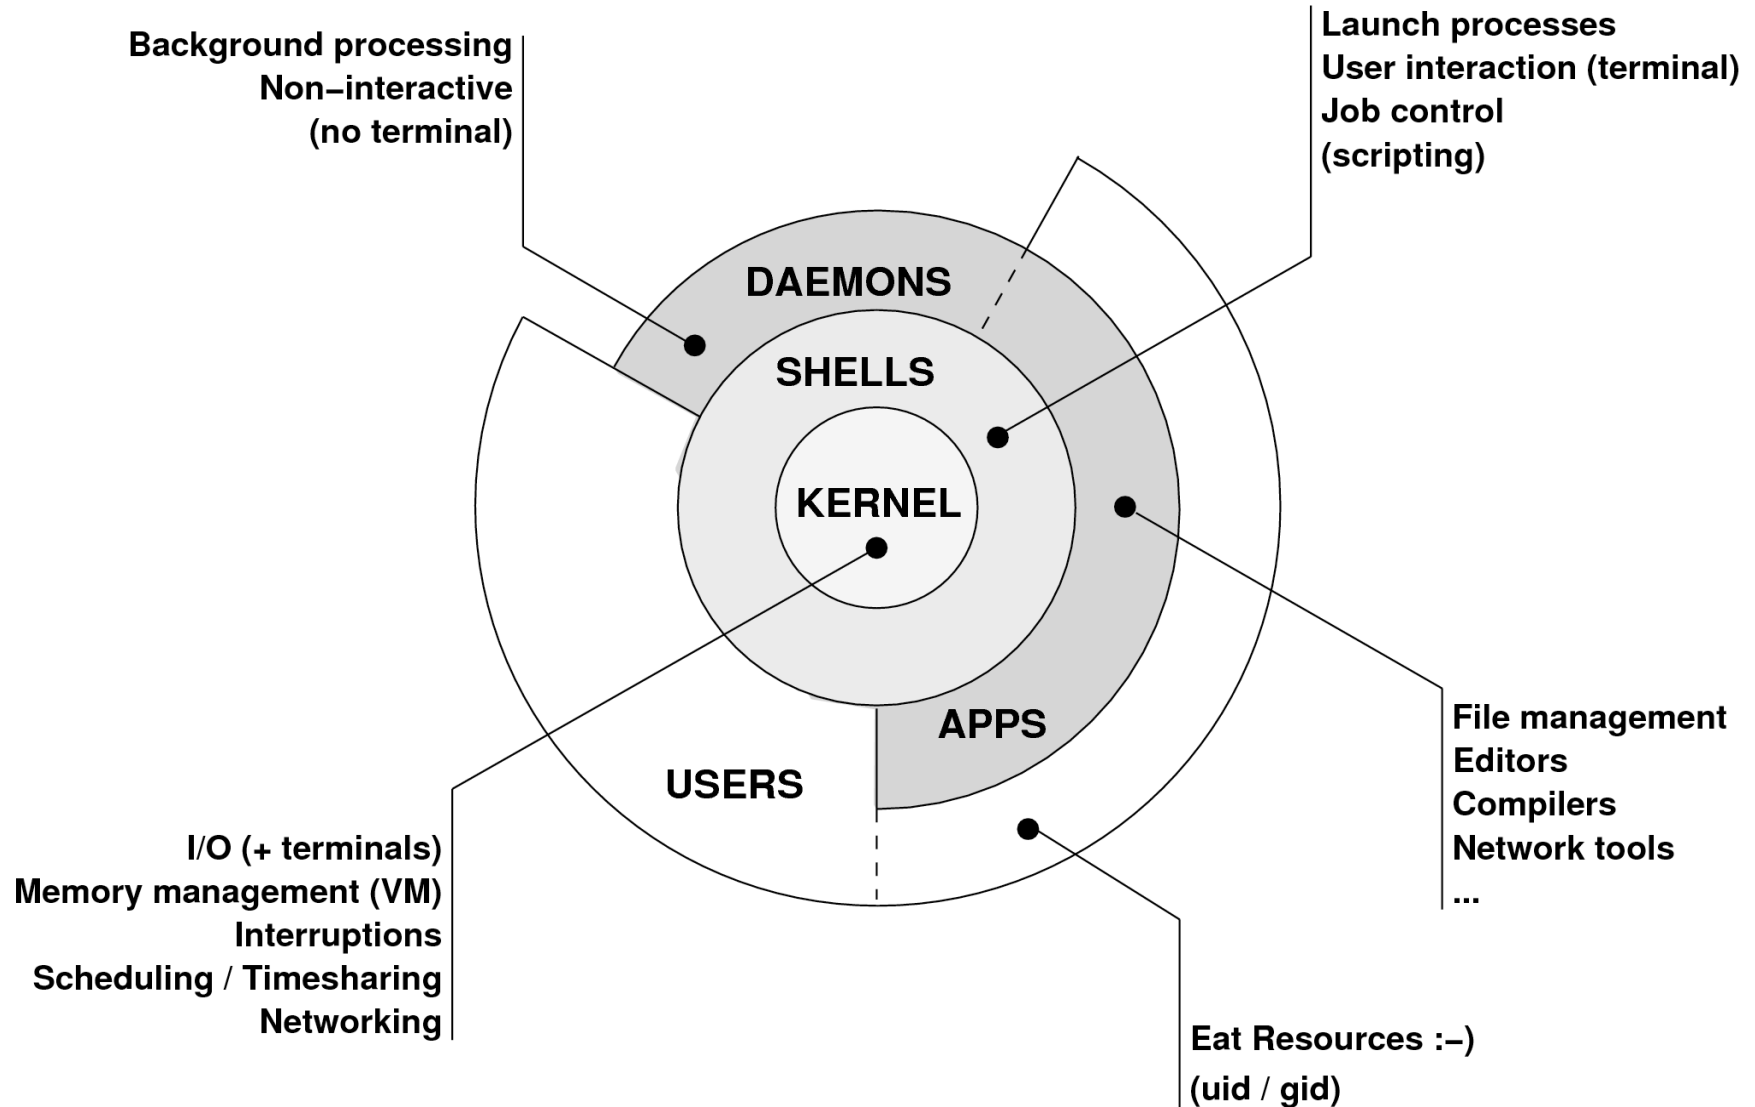 Background processing
Non–interactive
(no terminal)
Launch processes
User interaction (terminal)
Job control
(scripting)
DAEMONS
SHELLS
KERNEL
APPS
USERS
File management
Editors
Compilers
Network tools
...
I/O (+ terminals)
Memory management (VM)
Interruptions
Scheduling / Timesharing
Networking
Eat Resources :–)
(uid / gid)